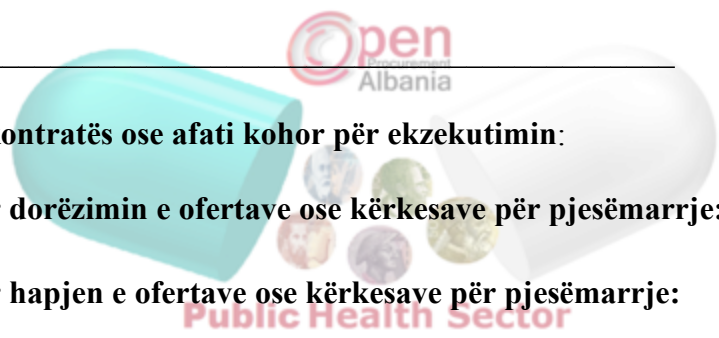 Open
Procurement
Albania
ontratës ose afati kohor për ekzekutimin:
dorëzimin e ofertave ose kërkesave për pjesëmarrje:
hapjen e ofertave ose kërkesave për pjesëmarrje:
Public Health Sector